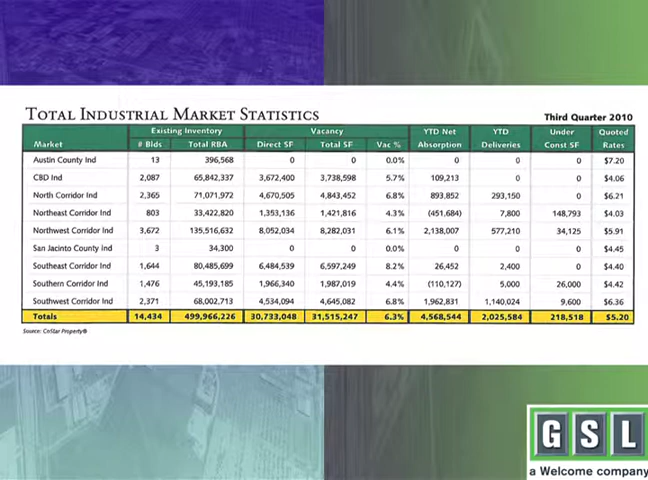 TOTAL INDUSTRIAL MARKET STATISTICS Third Quarter 2010
Existing Inventory Vacancy YTD Net YTD Under Quoted
Market # Blds Total RBA Direct SF Total SF Vac % Absorption Deliveries Const SF Rates
Austin County Ind 13 396,568 0 0 0.0% 0 0 0 $7.20
CBD Ind 2,087 65,842,337 3,672,400 3,738,598 5.7% 109,213 0 0 $4.06
North Corridor Ind 2,365 71,071,972 4,670,505 4,843,452 6.8% 893,852 293,150 0 $6.21
Northeast Corridor Ind 803 33,422,820 1,353,136 1,421,816 4.3% (451,684) 7,800 148,793 $4.03
Northwest Corridor Ind 3,672 135,516,632 8,052,034 8,282,031 6.1% 2,138,007 577,210 34,125 $5.91
San Jacinto County Ind 3 34,300 0 0 0.0% 0 0 0 $4.45
Southeast Corridor Ind 1,644 80,485,699 6,484,539 6,597,249 8.2% 26,452 2,400 0 $4.40
Southern Corridor Ind 1,476 45,193,185 1,966,340 1,987,019 4.4% (110,127) 5,000 26,000 $4.42
Southwest Corridor Ind 2,371 68,002,713 4,534,094 4,645,082 6.8% 1,962,831 1,140,024 9,600 $6.36
Totals 14,434 499,966,226 30,733,048 31,515,247 6.3% 4,568,544 2,025,584 218,518 $5.20
Source: CoStar Property®
GSL
a Welcome company